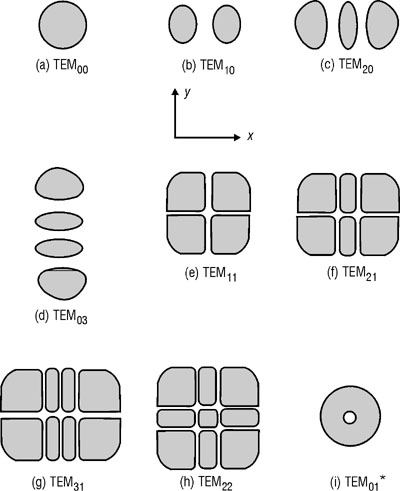 (a) TEM₀₀
(b) TEM₁₀
(c) TEM₂₀
y
x
(d) TEM₀₃
(e) TEM₁₁
(f) TEM₂₁
(g) TEM₃₁
(h) TEM₂₂
(i) TEM₀₁*